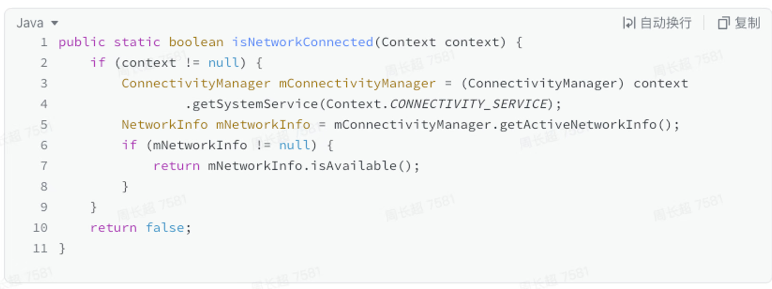 Java 自动换行 复制
1 public static boolean isNetworkConnected(Context context) {
2     if (context != null) {
3         ConnectivityManager mConnectivityManager = (ConnectivityManager) context
4                 .getSystemService(Context.CONNECTIVITY_SERVICE);
5         NetworkInfo mNetworkInfo = mConnectivityManager.getActiveNetworkInfo();
6         if (mNetworkInfo != null) {
7             return mNetworkInfo.isAvailable();
8         }
9     }
10     return false;
11 }